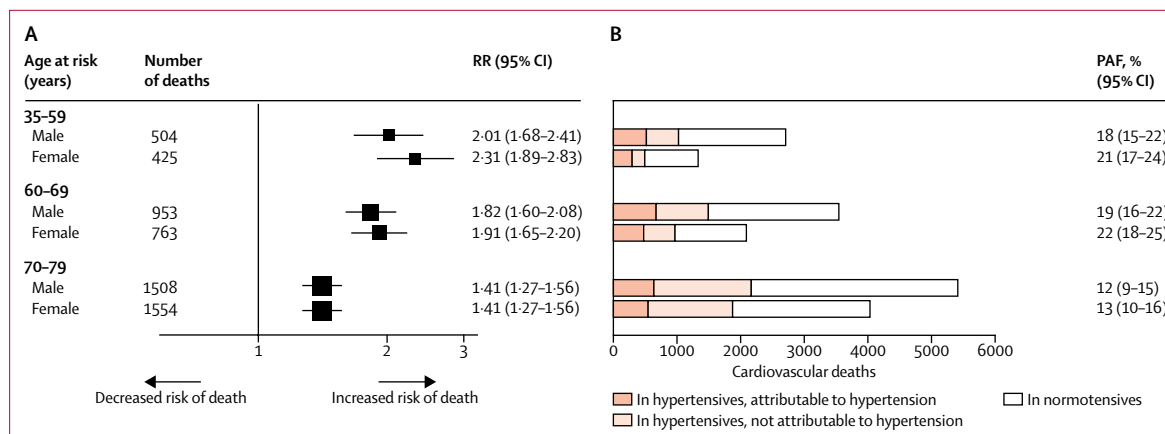 A
B
Age at risk (years) Number of deaths RR (95% CI) PAF, % (95% CI)
35–59
Male 504 2·01 (1·68–2·41) 18 (15–22)
Female 425 2·31 (1·89–2·83) 21 (17–24)
60–69
Male 953 1·82 (1·60–2·08) 19 (16–22)
Female 763 1·91 (1·65–2·20) 22 (18–25)
70–79
Male 1508 1·41 (1·27–1·56) 12 (9–15)
Female 1554 1·41 (1·27–1·56) 13 (10–16)
1 2 3
0 1000 2000 3000 4000 5000 6000
Decreased risk of death Increased risk of death
Cardiovascular deaths
In hypertensives, attributable to hypertension In normotensives
In hypertensives, not attributable to hypertension